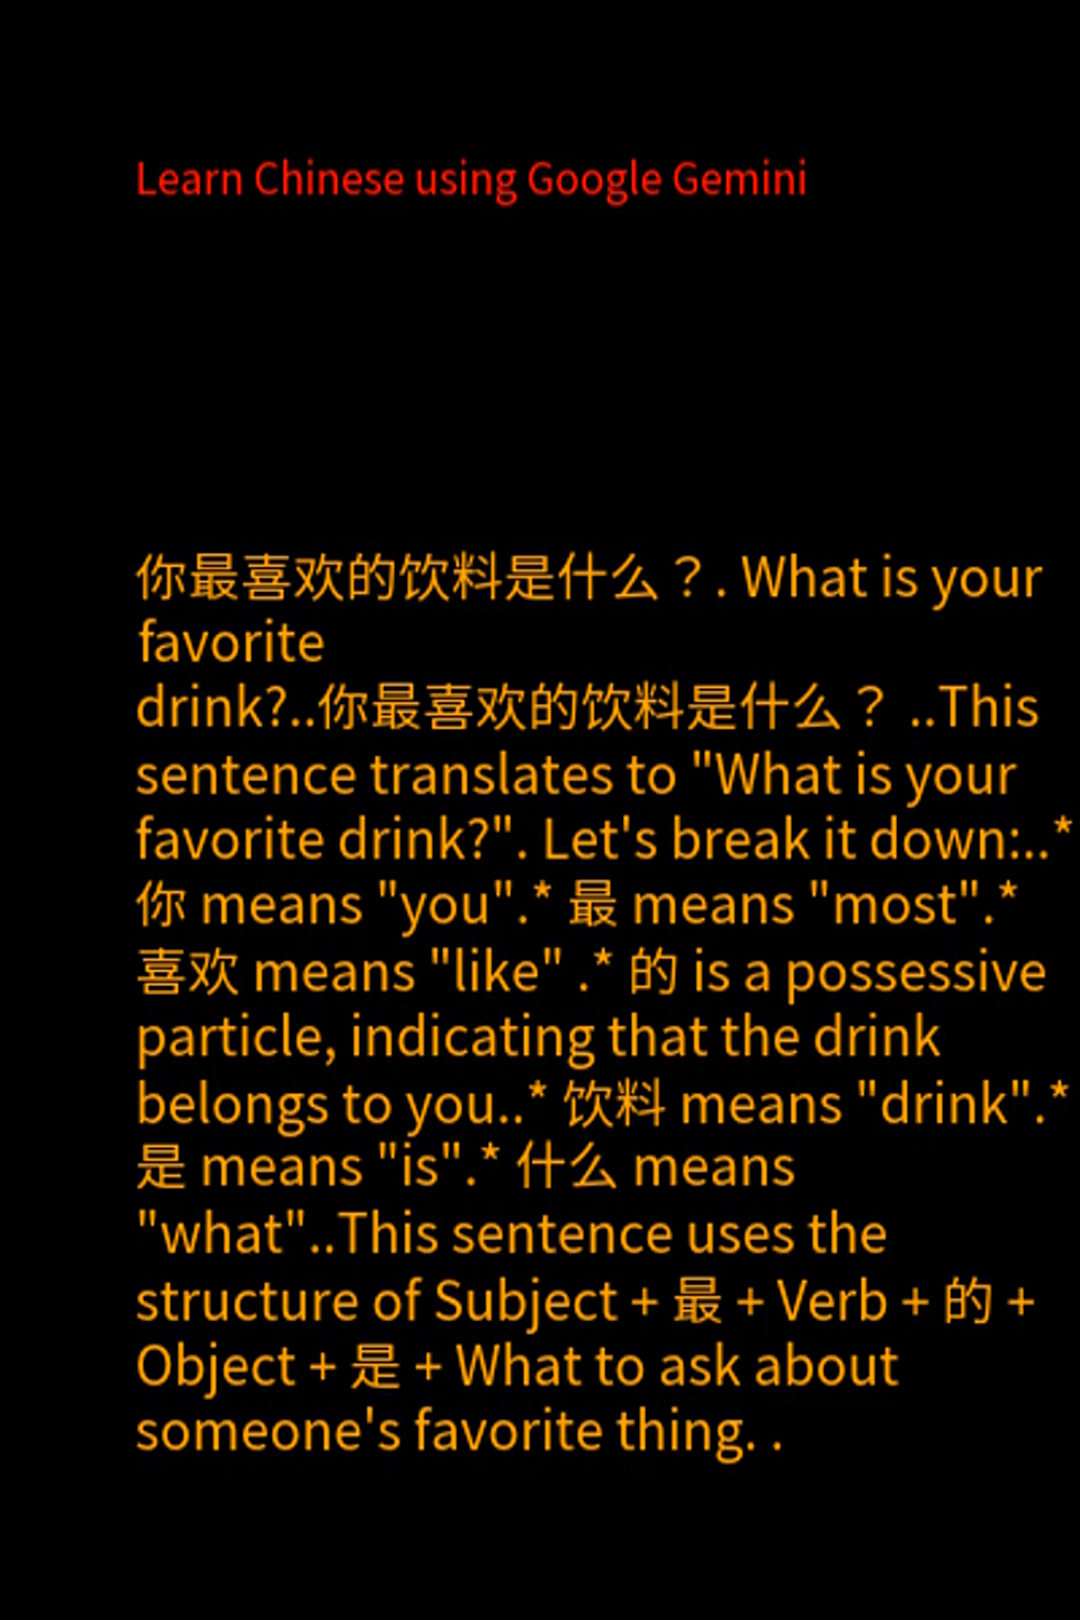 Learn Chinese using Google Gemini
你最喜欢的饮料是什么？. What is your
favorite
drink?..你最喜欢的饮料是什么？ ..This
sentence translates to "What is your
favorite drink?". Let's break it down:..*
你 means "you".* 最 means "most".*
喜欢 means "like" .* 的 is a possessive
particle, indicating that the drink
belongs to you..* 饮料 means "drink".*
是 means "is".* 什么 means
"what"..This sentence uses the
structure of Subject + 最 + Verb + 的 +
Object + 是 + What to ask about
someone's favorite thing. .